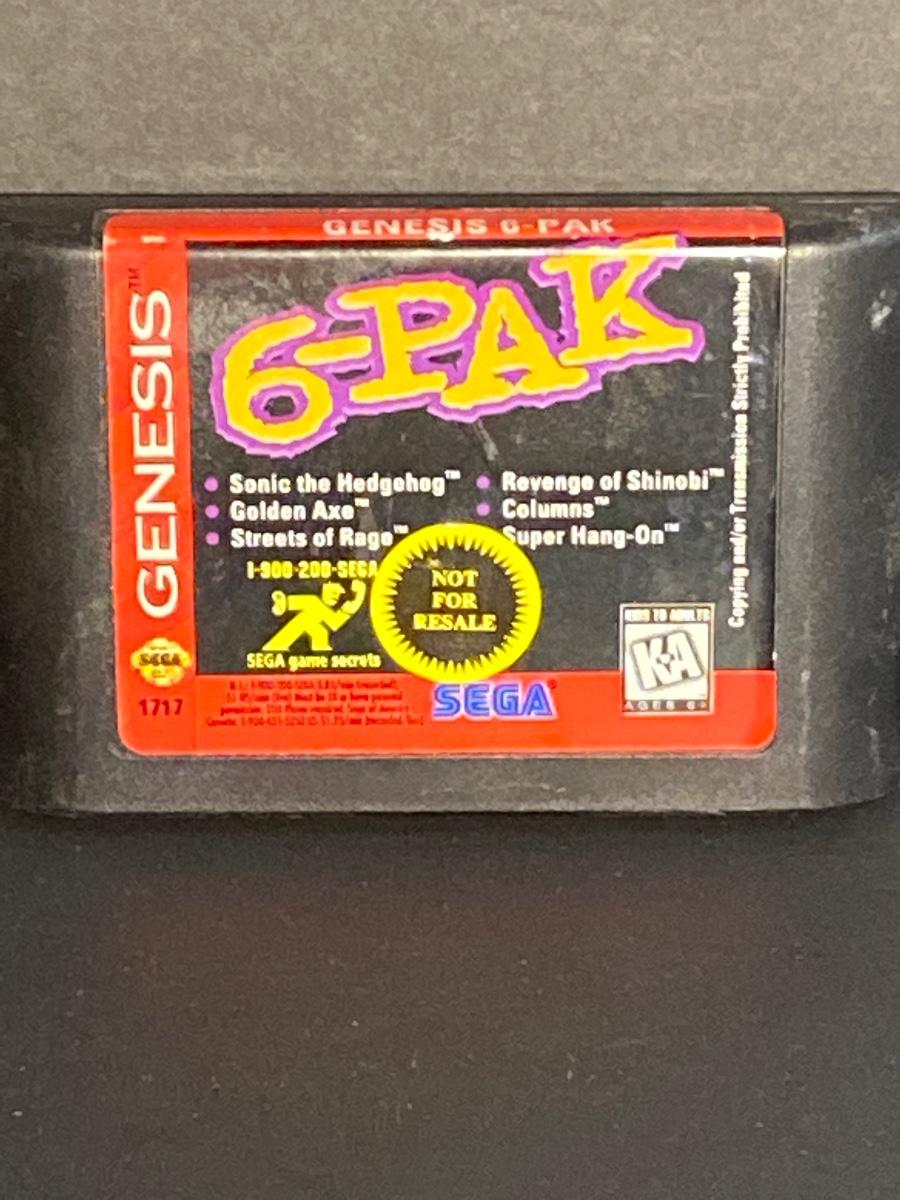 GENESIS 6-PAK
GENESIS™
6-PAK
• Sonic the Hedgehog™
• Golden Axe™
• Streets of Rage™
• Revenge of Shinobi™
• Columns™
Super Hang-On™
Copying and/or Transmission Strictly Prohibited
1-900-200-SEGA
SEGA game secrets
NOT
FOR
RESALE
KIDS TO ADULTS
K-A
AGES 6+
SEGA
1717
SEGA®